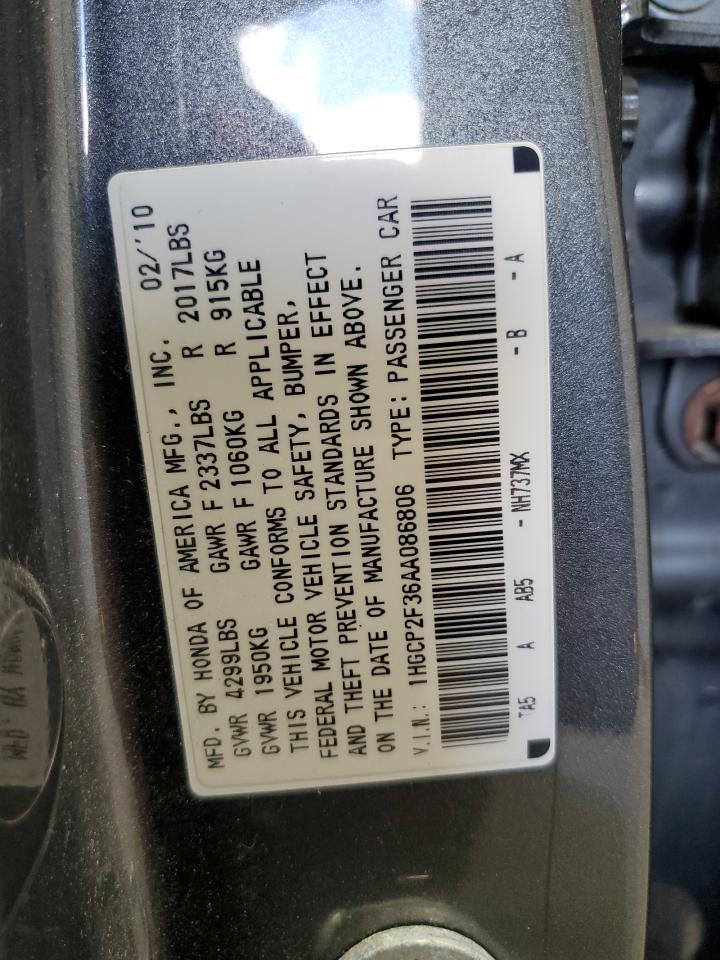 MFD. BY HONDA OF AMERICA MFG., INC. 02/'10
GVWR 4299LBS GAWR F 2337LBS R 2017LBS
GVWR 1950KG GAWR F 1060KG R 915KG
THIS VEHICLE CONFORMS TO ALL APPLICABLE
FEDERAL MOTOR VEHICLE SAFETY, BUMPER,
AND THEFT PREVENTION STANDARDS IN EFFECT
ON THE DATE OF MANUFACTURE SHOWN ABOVE.
V.I.N.: 1HGCP2F36AA086806 TYPE: PASSENGER CAR
TA5 A AB5 - NH737MX - B - A